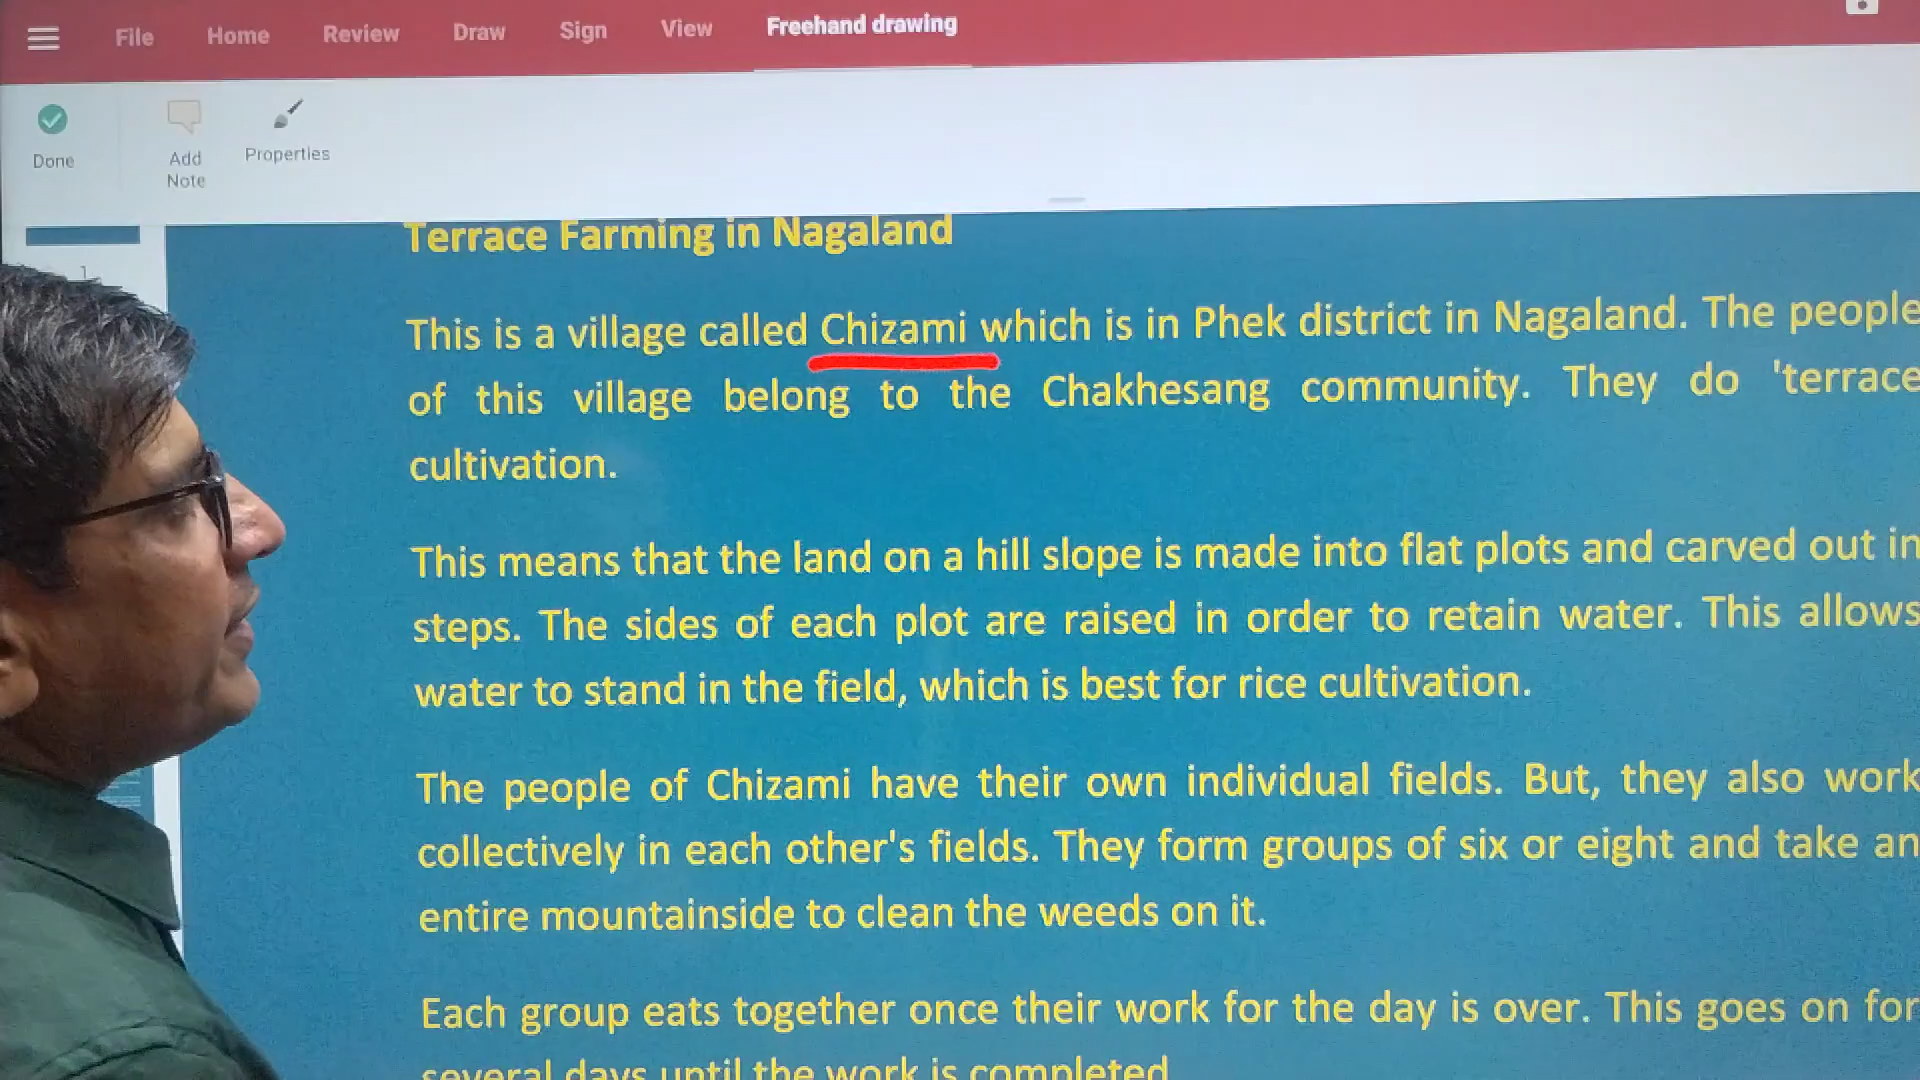 File Home Review Draw Sign View Freehand drawing
Done
Add Note
Properties
1
Terrace Farming in Nagaland
This is a village called Chizami which is in Phek district in Nagaland. The people
of this village belong to the Chakhesang community. They do 'terrace
cultivation.
This means that the land on a hill slope is made into flat plots and carved out in
steps. The sides of each plot are raised in order to retain water. This allows
water to stand in the field, which is best for rice cultivation.
The people of Chizami have their own individual fields. But, they also work
collectively in each other's fields. They form groups of six or eight and take an
entire mountainside to clean the weeds on it.
Each group eats together once their work for the day is over. This goes on for
several days until the work is completed